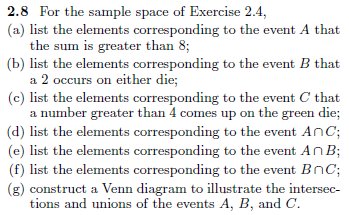 2.8 For the sample space of Exercise 2.4,
(a) list the elements corresponding to the event A that
the sum is greater than 8;
(b) list the elements corresponding to the event B that
a 2 occurs on either die;
(c) list the elements corresponding to the event C that
a number greater than 4 comes up on the green die;
(d) list the elements corresponding to the event A∩C;
(e) list the elements corresponding to the event A∩B;
(f) list the elements corresponding to the event B∩C;
(g) construct a Venn diagram to illustrate the intersec-
tions and unions of the events A, B, and C.